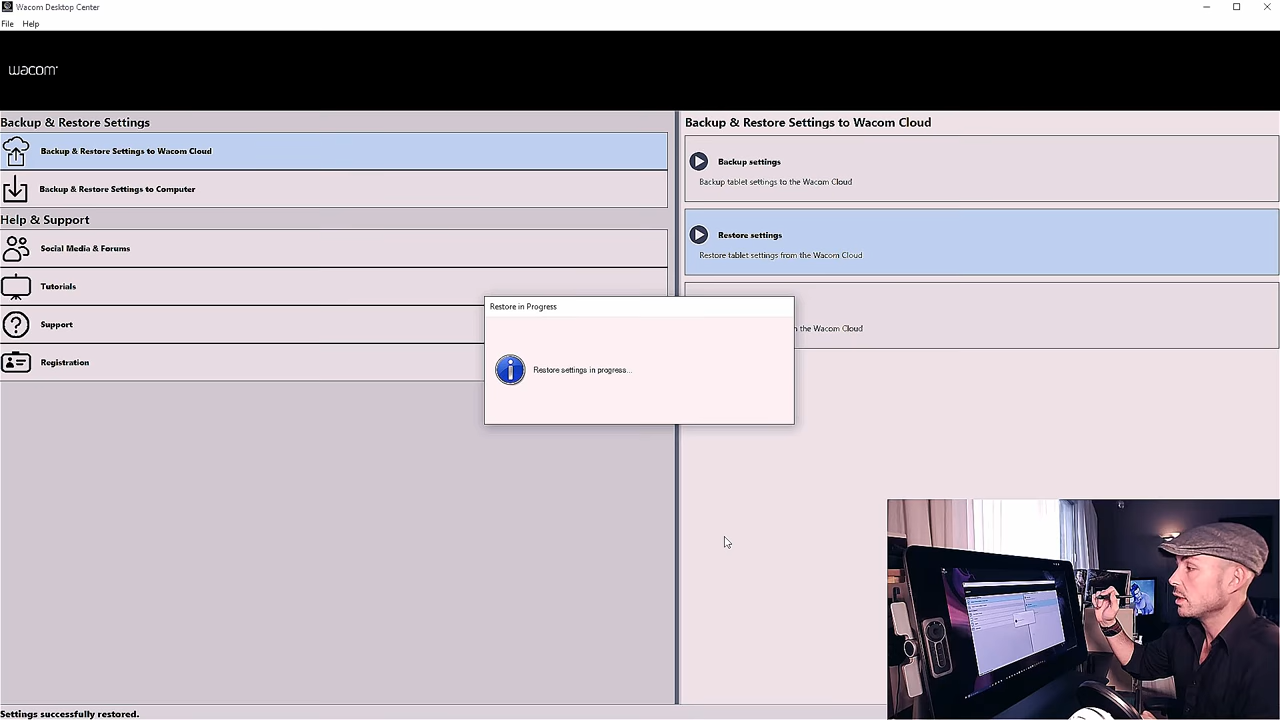 Wacom Desktop Center
File Help
wacom
Backup & Restore Settings
Backup & Restore Settings to Wacom Cloud
Backup & Restore Settings to Computer
Help & Support
Social Media & Forums
Tutorials
Support
Registration
Backup & Restore Settings to Wacom Cloud
Backup settings
Backup tablet settings to the Wacom Cloud
Restore settings
Restore tablet settings from the Wacom Cloud
the Wacom Cloud
Restore in Progress
Restore settings in progress...
Settings successfully restored.